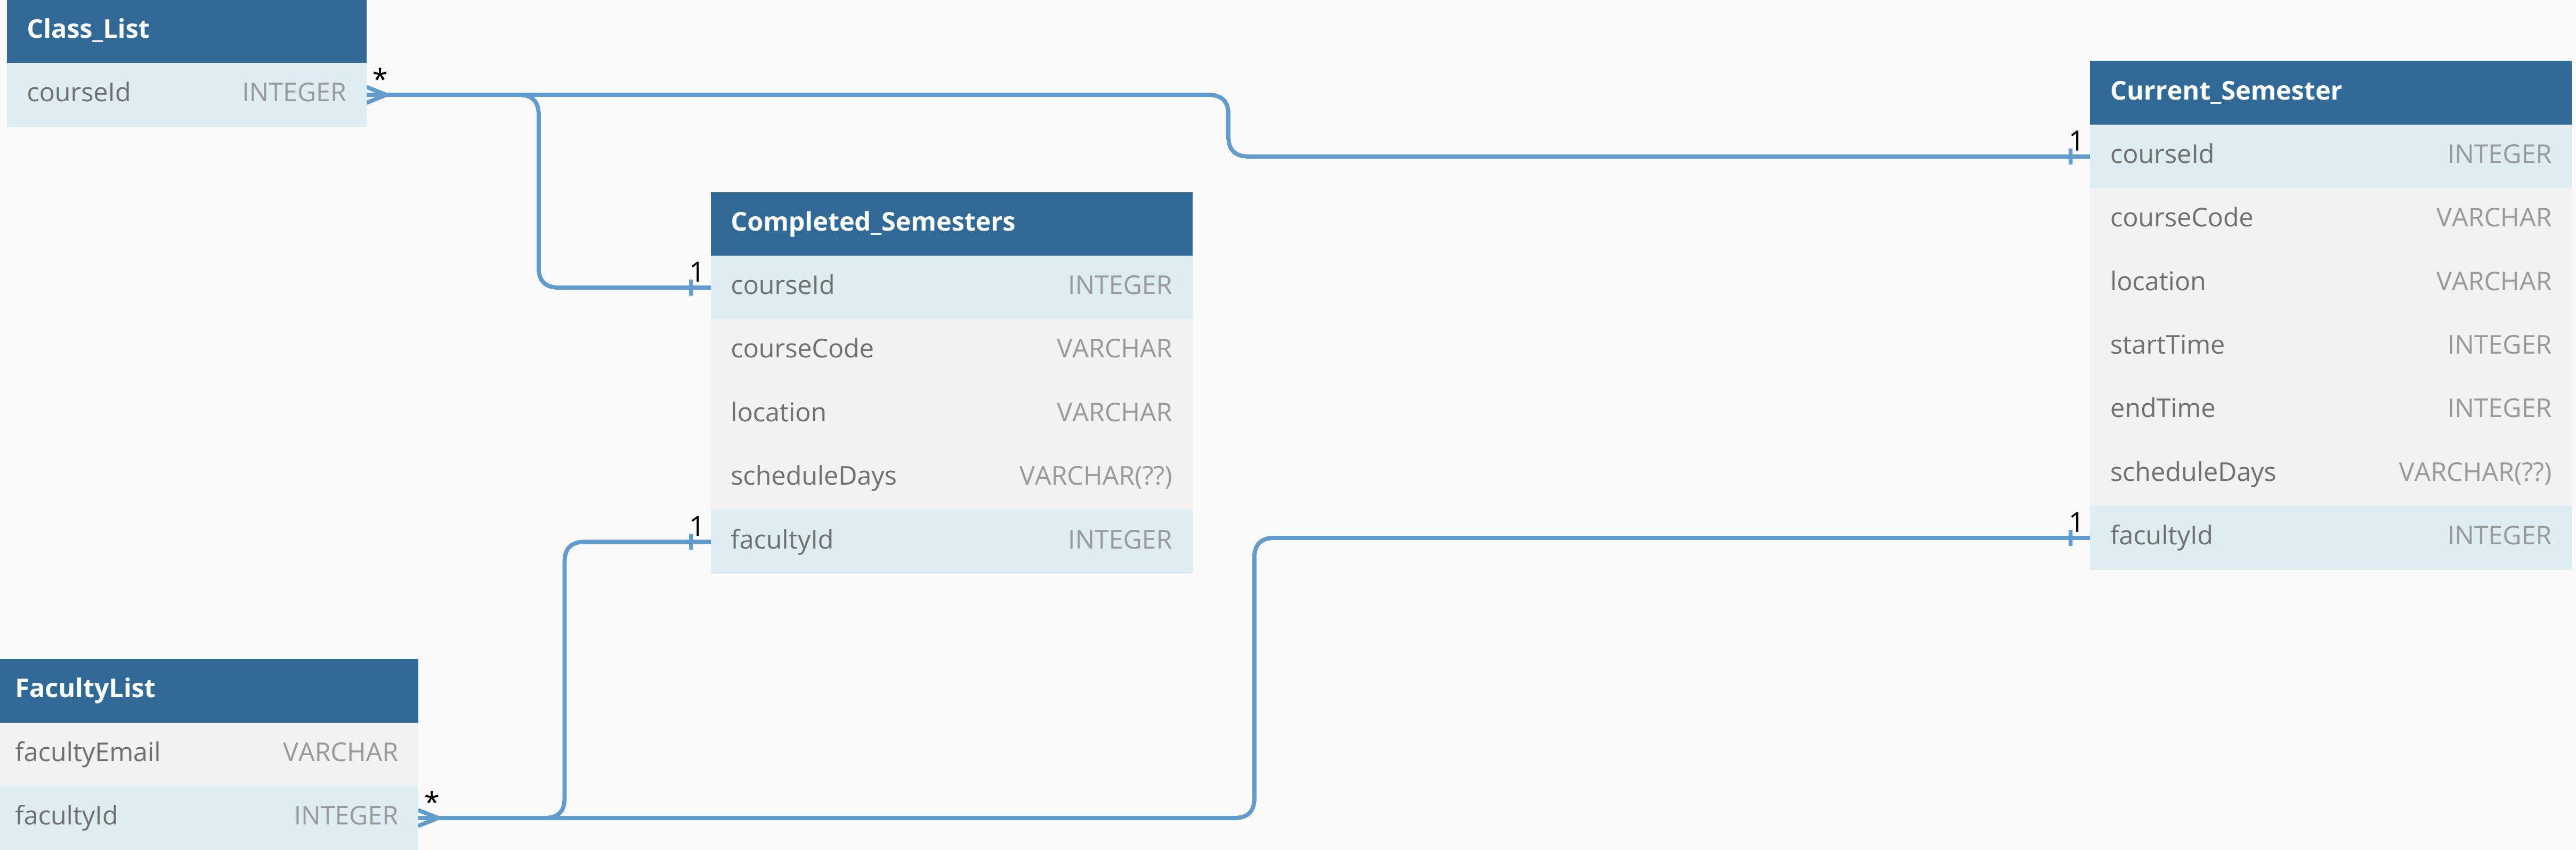 Class_List
courseId INTEGER
*
1
1
Completed_Semesters
courseId INTEGER
courseCode VARCHAR
location VARCHAR
scheduleDays VARCHAR(??)
1
facultyId INTEGER
Current_Semester
1
courseId INTEGER
courseCode VARCHAR
location VARCHAR
startTime INTEGER
endTime INTEGER
scheduleDays VARCHAR(??)
facultyId INTEGER
FacultyList
facultyEmail VARCHAR
facultyId INTEGER
*